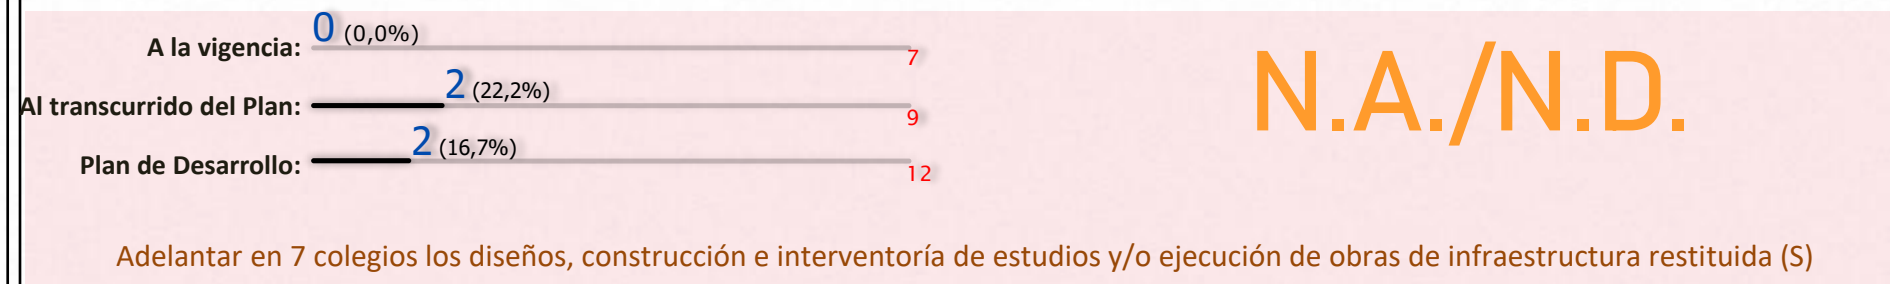 A la vigencia: 0 (0,0%) 7
Al transcurrido del Plan: 2 (22,2%) 9
Plan de Desarrollo: 2 (16,7%) 12
N.A./N.D.
Adelantar en 7 colegios los diseños, construcción e interventoría de estudios y/o ejecución de obras de infraestructura restituida (S)